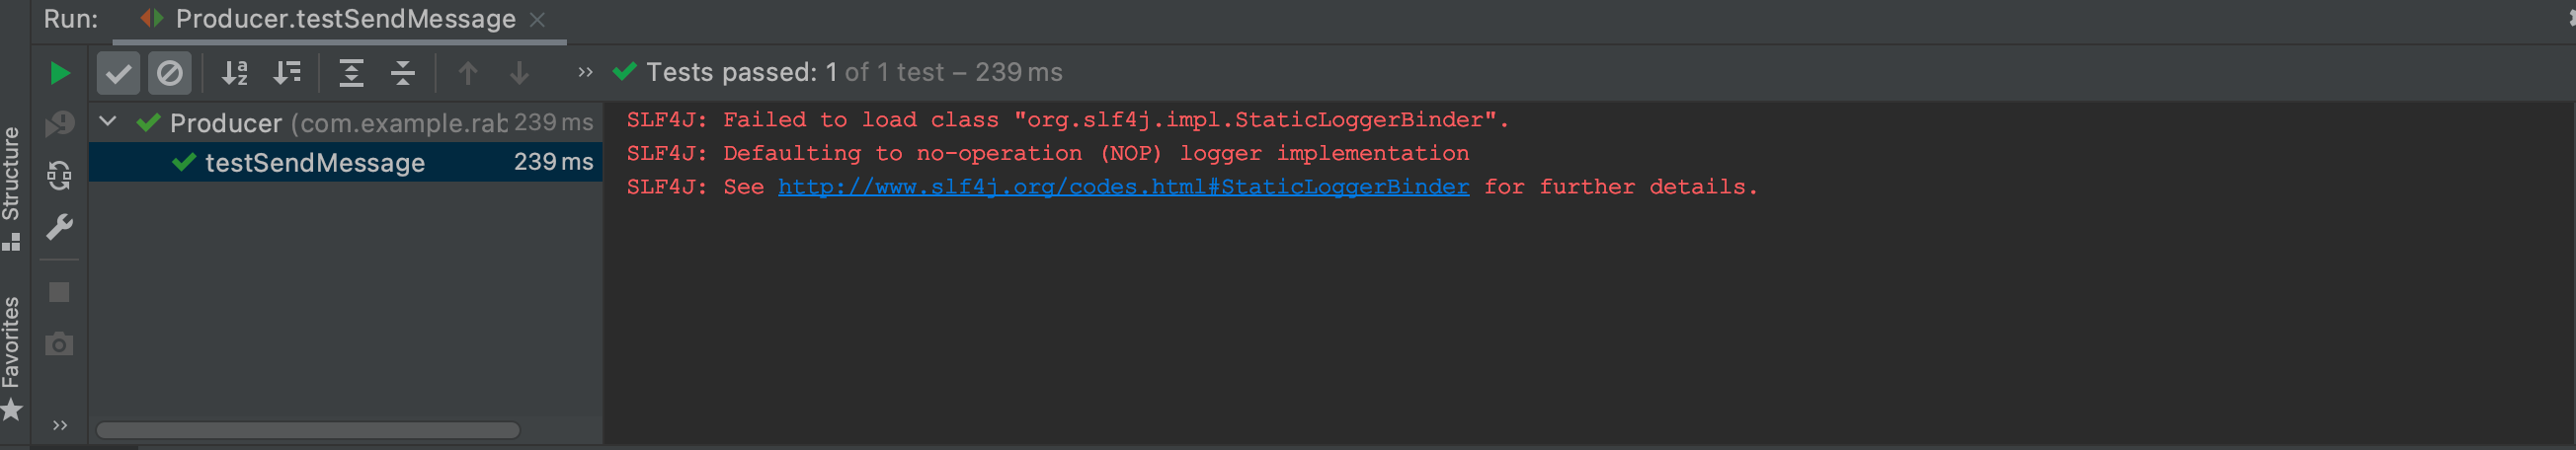 Run: Producer.testSendMessage
Tests passed: 1 of 1 test – 239 ms
Producer (com.example.rab 239 ms
testSendMessage 239 ms
SLF4J: Failed to load class "org.slf4j.impl.StaticLoggerBinder".
SLF4J: Defaulting to no-operation (NOP) logger implementation
SLF4J: See http://www.slf4j.org/codes.html#StaticLoggerBinder for further details.
Structure
Favorites